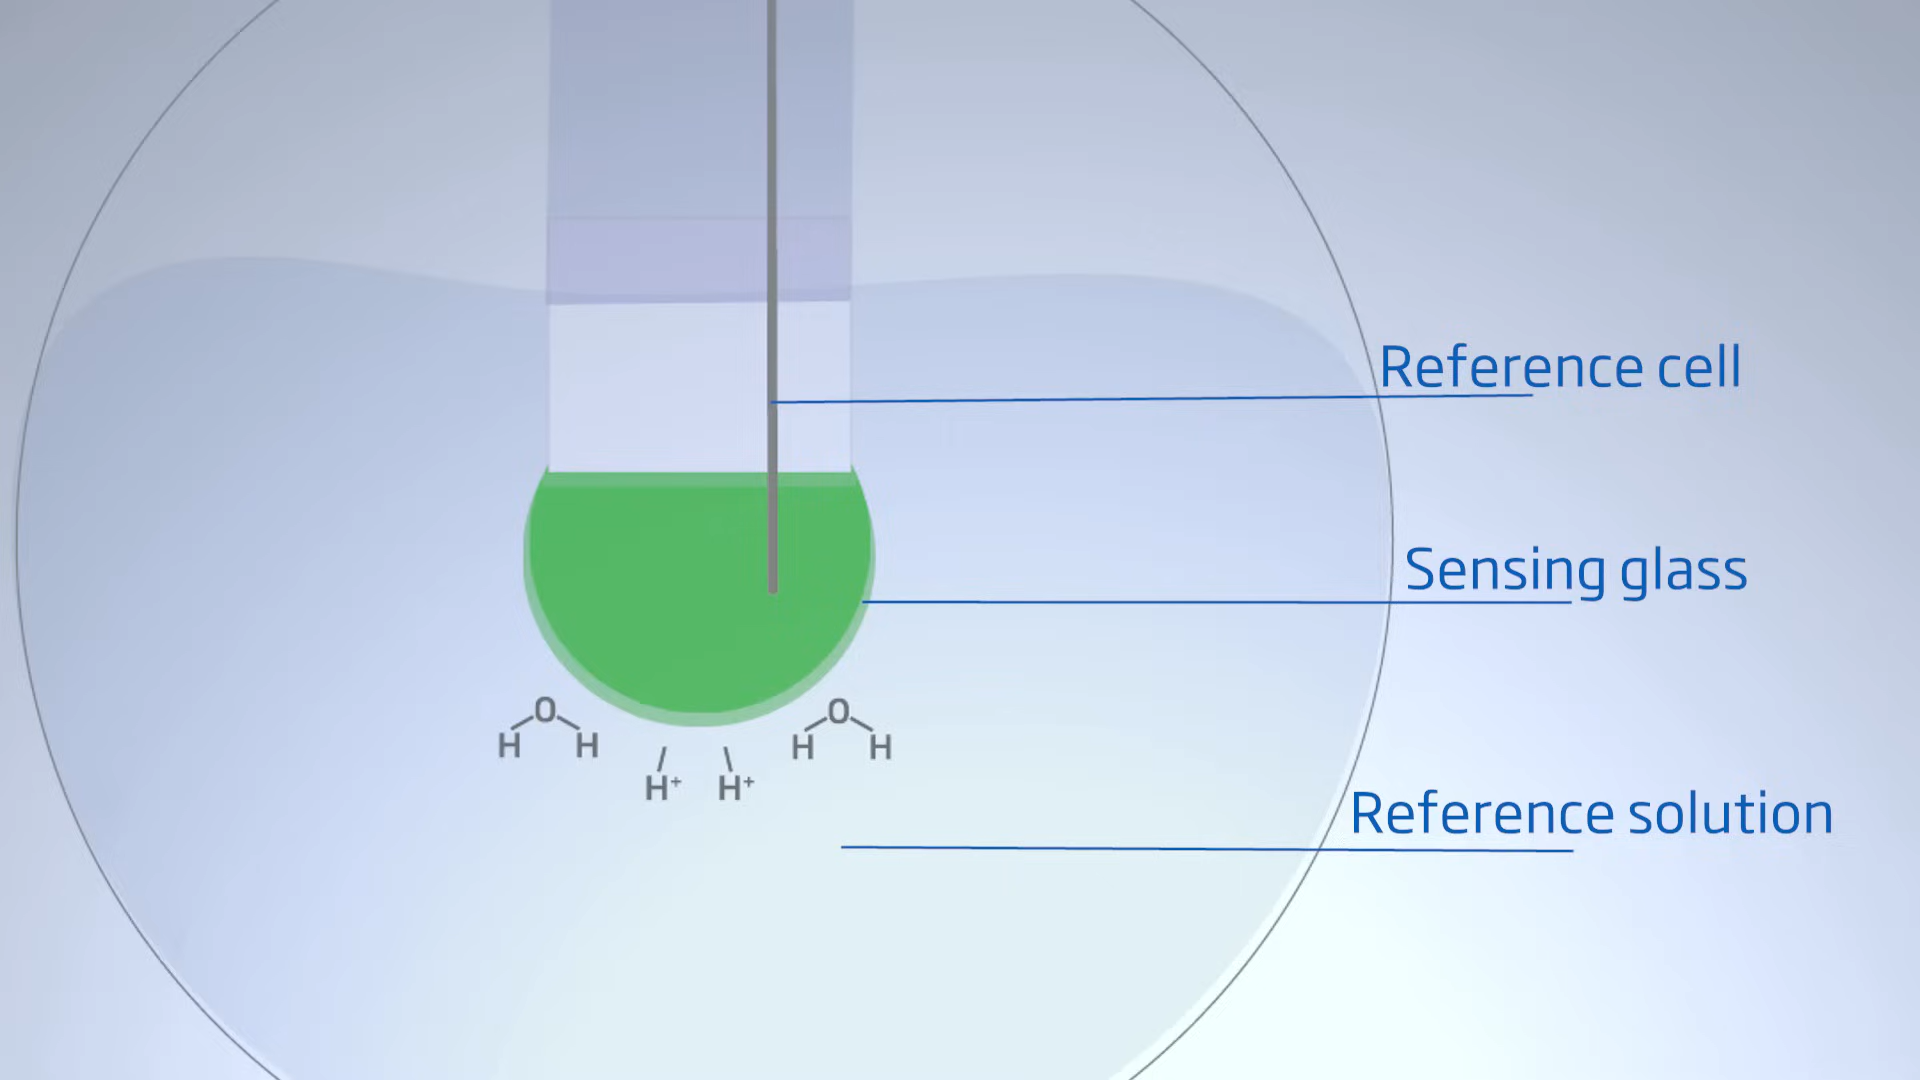 Reference cell
Sensing glass
O
H H
O
H H
H+ H+
Reference solution